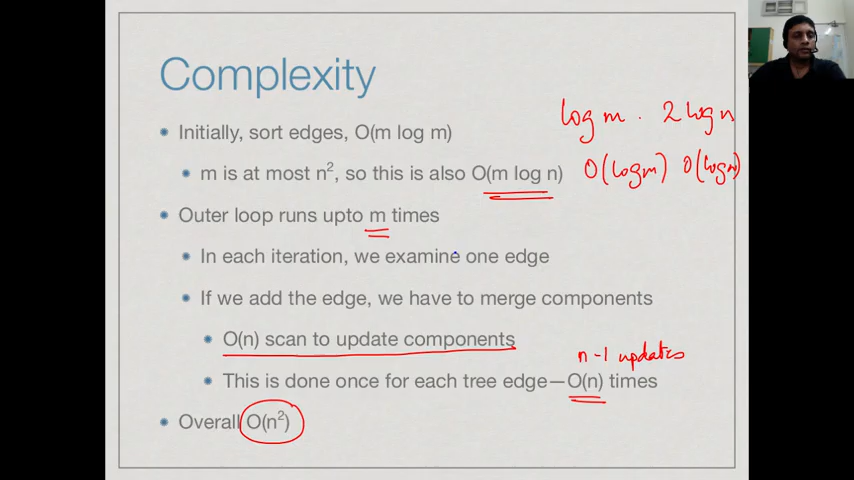 Complexity
log m . 2 log n
Initially, sort edges, O(m log m)
m is at most n², so this is also O(m log n)
O(log m) O(log n)
Outer loop runs upto m times
In each iteration, we examine one edge
If we add the edge, we have to merge components
O(n) scan to update components
n-1 updates
This is done once for each tree edge—O(n) times
Overall O(n²)